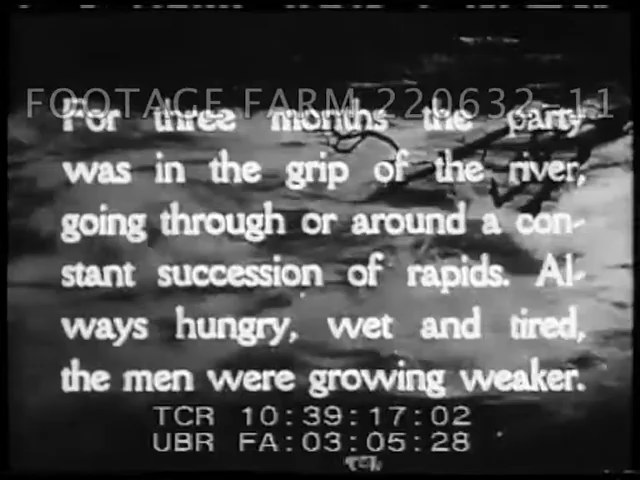 FOOTAGE FARM 220632-11
For three months the party
was in the grip of the river,
going through or around a con-
stant succession of rapids. Al-
ways hungry, wet and tired,
the men were growing weaker.
TCR 10:39:17:02
UBR FA:03:05:28